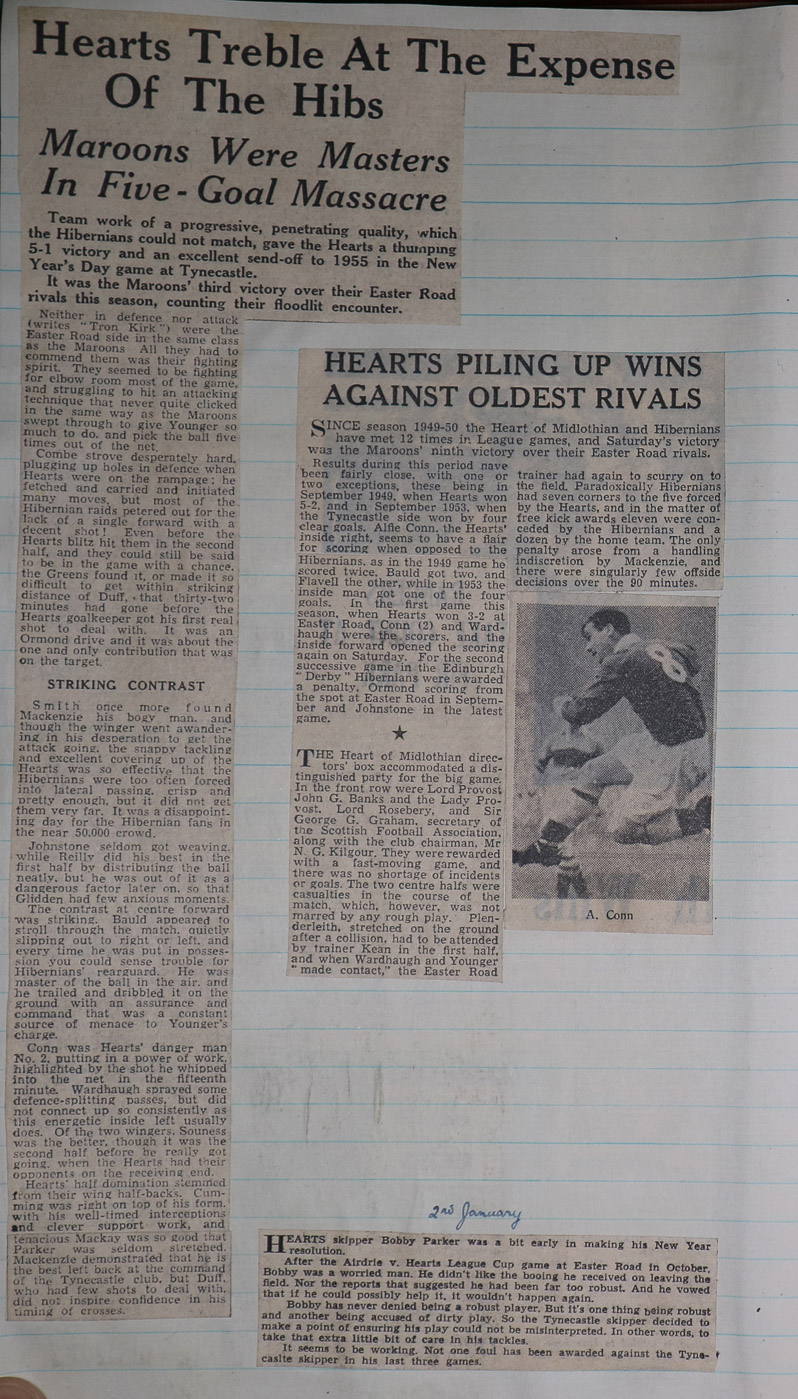 Hearts Treble At The Expense
Of The Hibs
Maroons Were Masters
In Five-Goal Massacre
Team work of a progressive, penetrating quality, which
the Hibernians could not match, gave the Hearts a thumping
5-1 victory and an excellent send-off to 1955 in the New
Year's Day game at Tynecastle.
It was the Maroons' third victory over their Easter Road
rivals this season, counting their floodlit encounter.
Neither in defence nor attack
(writes "Tron Kirk") were the
Easter Road side in the same class
as the Maroons All they had to
commend them was their fighting
spirit. They seemed to be fighting
for elbow room most of the game,
and struggling to hit an attacking
technique that never quite clicked
in the same way as the Maroons
swept through to give Younger so
much to do, and pick the ball five
times out of the net.
Combe strove desperately hard,
plugging up holes in defence when
Hearts were on the rampage; he
fetched and carried and initiated
many moves, but most of the
Hibernian raids petered out for the
lack of a single forward with a
decent shot! Even before the
Hearts blitz hit them in the second
half, and they could still be said
to be in the game with a chance,
the Greens found it, or made it so
difficult to get within striking
distance of Duff, that thirty-two
minutes had gone before the
Hearts goalkeeper got his first real
shot to deal with. It was an
Ormond drive and it was about the
one and only contribution that was
on the target.
STRIKING CONTRAST
Smith once more found
Mackenzie his bogy man, and
though the winger went awander-
ing in his desperation to get the
attack going, the snappy tackling
and excellent covering up of the
Hearts was so effective that the
Hibernians were too often forced
into lateral passing, crisp and
pretty enough, but it did not get
them very far. It was a disappoint-
ing day for the Hibernian fans in
the near 50,000 crowd.
Johnstone seldom got weaving,
while Reilly did his best in the
first half by distributing the ball
neatly, but he was out of it as a
dangerous factor later on, so that
Glidden had few anxious moments.
The contrast at centre forward
was striking. Bauld appeared to
stroll through the match, quietly
slipping out to right or left, and
every time he was put in posses-
sion you could sense trouble for
Hibernians' rearguard. He was
master of the ball in the air, and
he trailed and dribbled it on the
ground with an assurance and
command that was a constant
source of menace to Younger's
charge.
Conn was Hearts' danger man
No. 2, putting in a power of work,
highlighted by the shot he whipped
into the net in the fifteenth
minute. Wardhaugh sprayed some
defence-splitting passes, but did
not connect up so consistently as
this energetic inside left usually
does. Of the two wingers, Souness
was the better, though it was the
second half before he really got
going, when the Hearts had their
opponents on the receiving end.
Hearts' half domination stemmed
from their wing half-backs. Cum-
ming was right on top of his form,
with his well-timed interceptions
and clever support work, and
tenacious Mackay was so good that
Parker was seldom stretched.
Mackenzie demonstrated that he is
the best left back at the command
of the Tynecastle club, but Duff,
who had few shots to deal with,
did not inspire confidence in his
timing of crosses.
HEARTS PILING UP WINS
AGAINST OLDEST RIVALS
SINCE season 1949-50 the Heart of Midlothian and Hibernians
have met 12 times in League games, and Saturday's victory
was the Maroons' ninth victory over their Easter Road rivals.
Results during this period have
been fairly close, with one or
two exceptions, these being in
September 1949, when Hearts won
5-2, and in September 1953, when
the Tynecastle side won by four
clear goals. Alfie Conn, the Hearts'
inside right, seems to have a flair
for scoring when opposed to the
Hibernians, as in the 1949 game he
scored twice. Bauld got two, and
Flavell the other, while in 1953 the
inside man got one of the four
goals. In the first game this
season, when Hearts won 3-2 at
Easter Road, Conn (2) and Ward-
haugh were the scorers, and the
inside forward opened the scoring
again on Saturday. For the second
successive game in the Edinburgh
"Derby" Hibernians were awarded
a penalty, Ormond scoring from
the spot at Easter Road in Septem-
ber and Johnstone in the latest
game.
THE Heart of Midlothian direc-
tors' box accommodated a dis-
tinguished party for the big game.
In the front row were Lord Provost
John G. Banks and the Lady Pro-
vost, Lord Rosebery, and Sir
George G. Graham, secretary of
the Scottish Football Association,
along with the club chairman, Mr
N. G. Kilgour. They were rewarded
with a fast-moving game, and
there was no shortage of incidents
or goals. The two centre halfs were
casualties in the course of the
match, which, however, was not
marred by any rough play. Plen-
derleith, stretched on the ground
after a collision, had to be attended
by trainer Kean in the first half,
and when Wardhaugh and Younger
"made contact," the Easter Road
trainer had again to scurry on to
the field. Paradoxically Hibernians
had seven corners to the five forced
by the Hearts, and in the matter of
free kick awards eleven were con-
ceded by the Hibernians and a
dozen by the home team. The only
penalty arose from a handling
indiscretion by Mackenzie, and
there were singularly few offside
decisions over the 90 minutes.
8
A. Conn
2nd January
HEARTS skipper Bobby Parker was a bit early in making his New Year
resolution.
After the Airdrie v. Hearts League Cup game at Easter Road in October,
Bobby was a worried man. He didn't like the booing he received on leaving the
field. Nor the reports that suggested he had been far too robust. And he vowed
that if he could possibly help it, it wouldn't happen again.
Bobby has never denied being a robust player. But it's one thing being robust
and another being accused of dirty play. So the Tynecastle skipper decided to
make a point of ensuring his play could not be misinterpreted. In other words, to
take that extra little bit of care in his tackles.
It seems to be working. Not one foul has been awarded against the Tyne-
caslte skipper in his last three games.